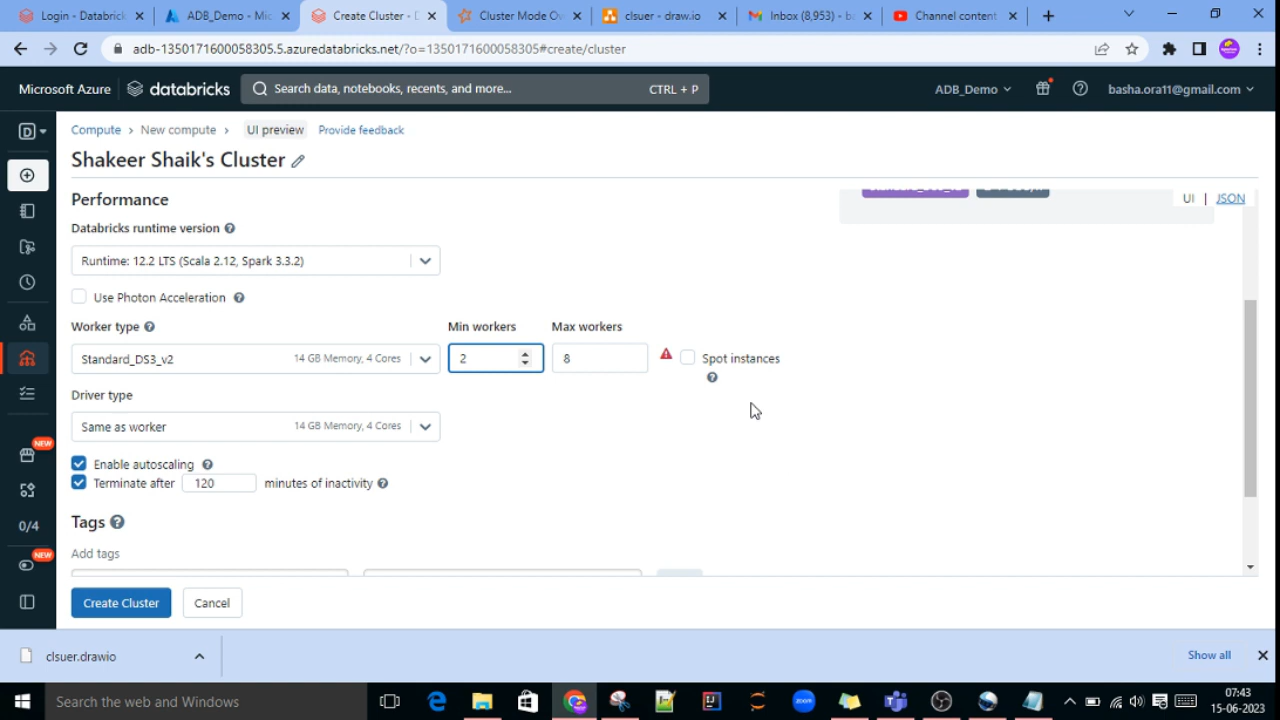 Login - Databrick
ADB_Demo - Mic
Create Cluster - D
Cluster Mode Ov
clsuer - draw.io
Inbox (8,953) - ba
Channel content
adb-1350171600058305.5.azuredatabricks.net/?o=1350171600058305#create/cluster
Microsoft Azure databricks Search data, notebooks, recents, and more... CTRL + P ADB_Demo basha.ora11@gmail.com
D
Compute > New compute > UI preview Provide feedback
Shakeer Shaik's Cluster
UI | JSON
Performance
Databricks runtime version
Runtime: 12.2 LTS (Scala 2.12, Spark 3.3.2)
Use Photon Acceleration
Worker type Min workers Max workers
Standard_DS3_v2 14 GB Memory, 4 Cores 2 8 Spot instances
Driver type
Same as worker 14 GB Memory, 4 Cores
NEW
Enable autoscaling
Terminate after 120 minutes of inactivity
Tags
0/4
Add tags
NEW
Create Cluster Cancel
clsuer.drawio Show all
Search the web and Windows
07:43
15-06-2023